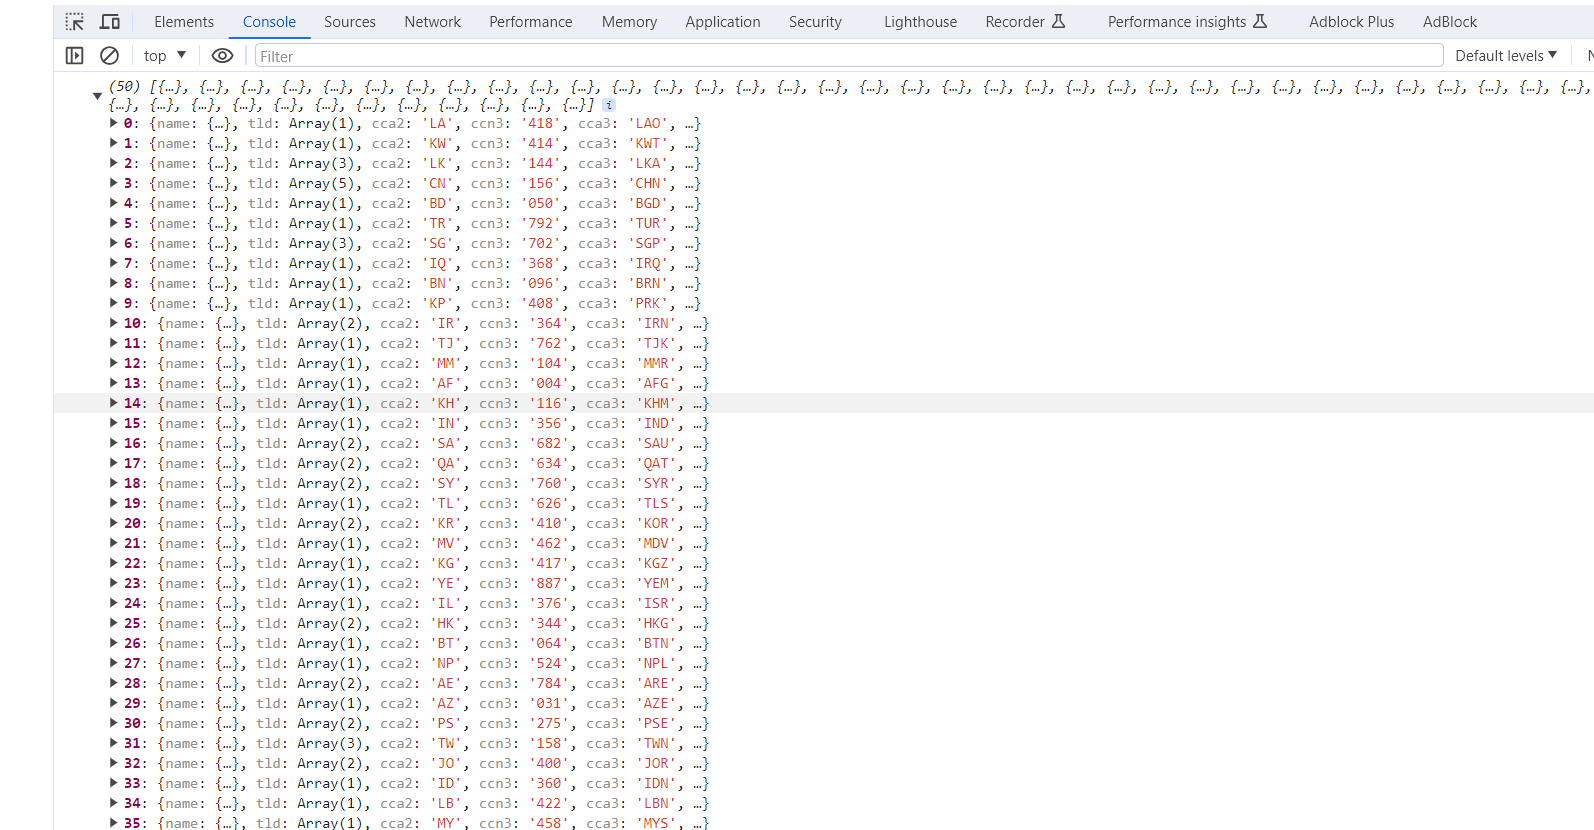 Elements Console Sources Network Performance Memory Application Security Lighthouse Recorder Performance insights Adblock Plus AdBlock
top ▼ Filter Default levels ▼ N
(50) [{…}, {…}, {…}, {…}, {…}, {…}, {…}, {…}, {…}, {…}, {…}, {…}, {…}, {…}, {…}, {…}, {…}, {…}, {…}, {…}, {…}, {…}, {…}, {…}, {…}, {…}, {…}, {…}, {…}, {…}, {…}, {…}, {…}, {…}, {…},
{…}, {…}, {…}, {…}, {…}, {…}, {…}, {…}, {…}, {…}, {…}, {…}] i
▶ 0: {name: {…}, tld: Array(1), cca2: 'LA', ccn3: '418', cca3: 'LAO', …}
▶ 1: {name: {…}, tld: Array(1), cca2: 'KW', ccn3: '414', cca3: 'KWT', …}
▶ 2: {name: {…}, tld: Array(3), cca2: 'LK', ccn3: '144', cca3: 'LKA', …}
▶ 3: {name: {…}, tld: Array(5), cca2: 'CN', ccn3: '156', cca3: 'CHN', …}
▶ 4: {name: {…}, tld: Array(1), cca2: 'BD', ccn3: '050', cca3: 'BGD', …}
▶ 5: {name: {…}, tld: Array(1), cca2: 'TR', ccn3: '792', cca3: 'TUR', …}
▶ 6: {name: {…}, tld: Array(3), cca2: 'SG', ccn3: '702', cca3: 'SGP', …}
▶ 7: {name: {…}, tld: Array(1), cca2: 'IQ', ccn3: '368', cca3: 'IRQ', …}
▶ 8: {name: {…}, tld: Array(1), cca2: 'BN', ccn3: '096', cca3: 'BRN', …}
▶ 9: {name: {…}, tld: Array(1), cca2: 'KP', ccn3: '408', cca3: 'PRK', …}
▶ 10: {name: {…}, tld: Array(2), cca2: 'IR', ccn3: '364', cca3: 'IRN', …}
▶ 11: {name: {…}, tld: Array(1), cca2: 'TJ', ccn3: '762', cca3: 'TJK', …}
▶ 12: {name: {…}, tld: Array(1), cca2: 'MM', ccn3: '104', cca3: 'MMR', …}
▶ 13: {name: {…}, tld: Array(1), cca2: 'AF', ccn3: '004', cca3: 'AFG', …}
▶ 14: {name: {…}, tld: Array(1), cca2: 'KH', ccn3: '116', cca3: 'KHM', …}
▶ 15: {name: {…}, tld: Array(1), cca2: 'IN', ccn3: '356', cca3: 'IND', …}
▶ 16: {name: {…}, tld: Array(2), cca2: 'SA', ccn3: '682', cca3: 'SAU', …}
▶ 17: {name: {…}, tld: Array(2), cca2: 'QA', ccn3: '634', cca3: 'QAT', …}
▶ 18: {name: {…}, tld: Array(2), cca2: 'SY', ccn3: '760', cca3: 'SYR', …}
▶ 19: {name: {…}, tld: Array(1), cca2: 'TL', ccn3: '626', cca3: 'TLS', …}
▶ 20: {name: {…}, tld: Array(2), cca2: 'KR', ccn3: '410', cca3: 'KOR', …}
▶ 21: {name: {…}, tld: Array(1), cca2: 'MV', ccn3: '462', cca3: 'MDV', …}
▶ 22: {name: {…}, tld: Array(1), cca2: 'KG', ccn3: '417', cca3: 'KGZ', …}
▶ 23: {name: {…}, tld: Array(1), cca2: 'YE', ccn3: '887', cca3: 'YEM', …}
▶ 24: {name: {…}, tld: Array(1), cca2: 'IL', ccn3: '376', cca3: 'ISR', …}
▶ 25: {name: {…}, tld: Array(2), cca2: 'HK', ccn3: '344', cca3: 'HKG', …}
▶ 26: {name: {…}, tld: Array(1), cca2: 'BT', ccn3: '064', cca3: 'BTN', …}
▶ 27: {name: {…}, tld: Array(1), cca2: 'NP', ccn3: '524', cca3: 'NPL', …}
▶ 28: {name: {…}, tld: Array(2), cca2: 'AE', ccn3: '784', cca3: 'ARE', …}
▶ 29: {name: {…}, tld: Array(1), cca2: 'AZ', ccn3: '031', cca3: 'AZE', …}
▶ 30: {name: {…}, tld: Array(2), cca2: 'PS', ccn3: '275', cca3: 'PSE', …}
▶ 31: {name: {…}, tld: Array(3), cca2: 'TW', ccn3: '158', cca3: 'TWN', …}
▶ 32: {name: {…}, tld: Array(2), cca2: 'JO', ccn3: '400', cca3: 'JOR', …}
▶ 33: {name: {…}, tld: Array(1), cca2: 'ID', ccn3: '360', cca3: 'IDN', …}
▶ 34: {name: {…}, tld: Array(1), cca2: 'LB', ccn3: '422', cca3: 'LBN', …}
▶ 35: {name: {…}, tld: Array(1), cca2: 'MY', ccn3: '458', cca3: 'MYS', …}